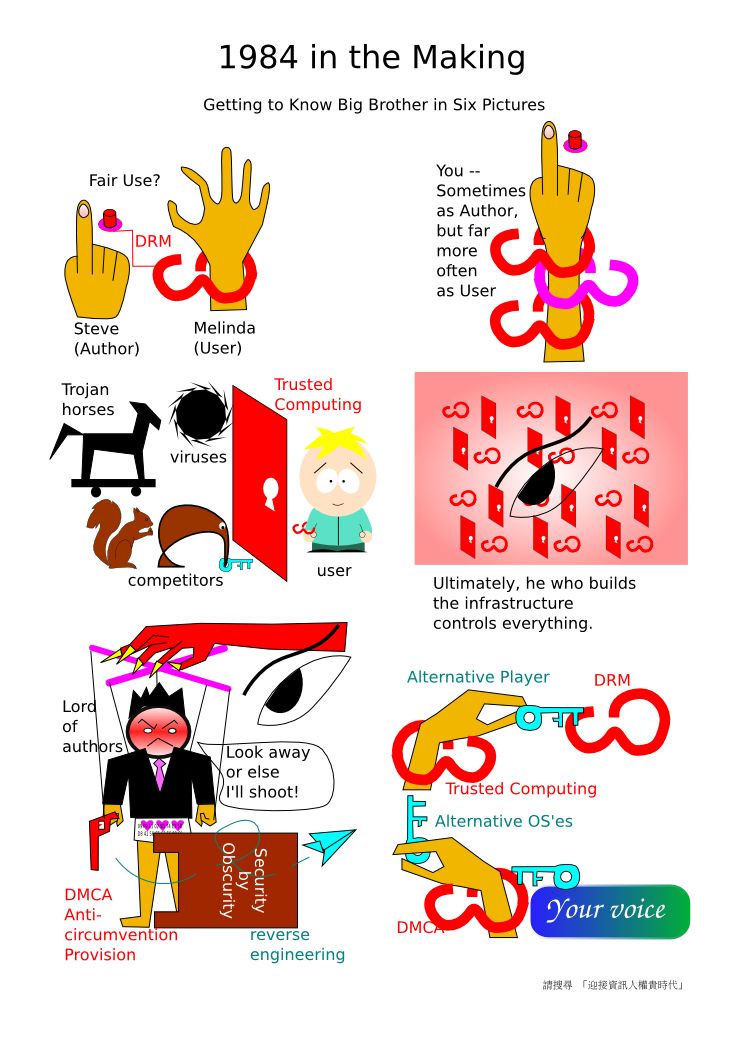 1984 in the Making
Getting to Know Big Brother in Six Pictures
Fair Use?
DRM
Steve
(Author)
Melinda
(User)
You --
Sometimes
as Author,
but far
more
often
as User
Trojan
horses
viruses
Trusted
Computing
competitors
user
Ultimately, he who builds
the infrastructure
controls everything.
Lord
of
authors
Look away
or else
I'll shoot!
Security
by
Obscurity
DMCA
Anti-
circumvention
Provision
reverse
engineering
Alternative Player
DRM
Trusted Computing
Alternative OS'es
DMCA
Your voice
請搜尋 「迎接資訊人權貴時代」